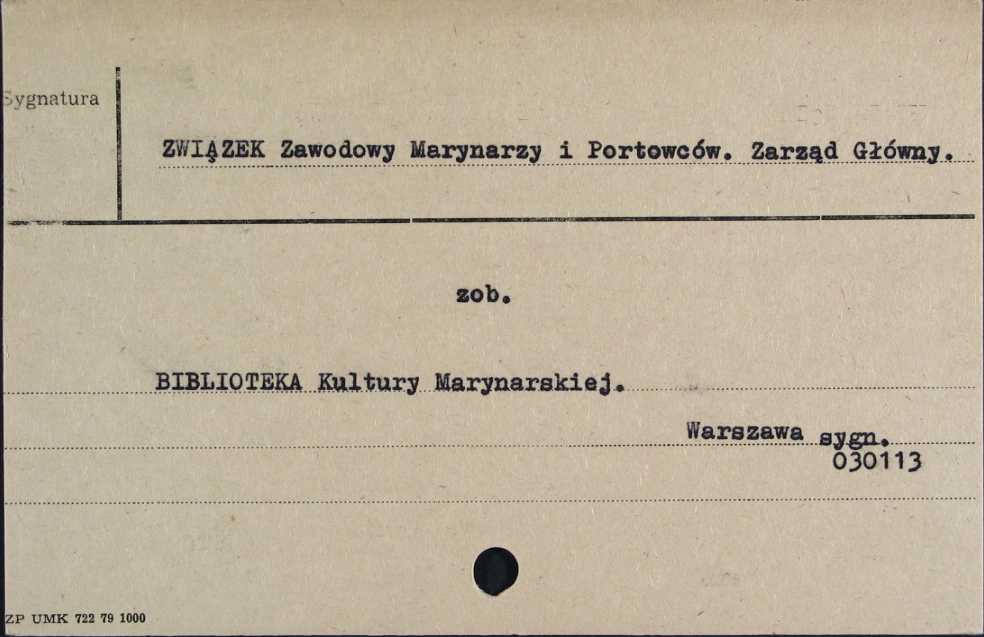 Sygnatura
ZWIĄZEK Zawodowy Marynarzy i Portowców. Zarząd Główny.
zob.
BIBLIOTEKA Kultury Marynarskiej.
Warszawa sygn.
030113
ZP UMK 722 79 1000